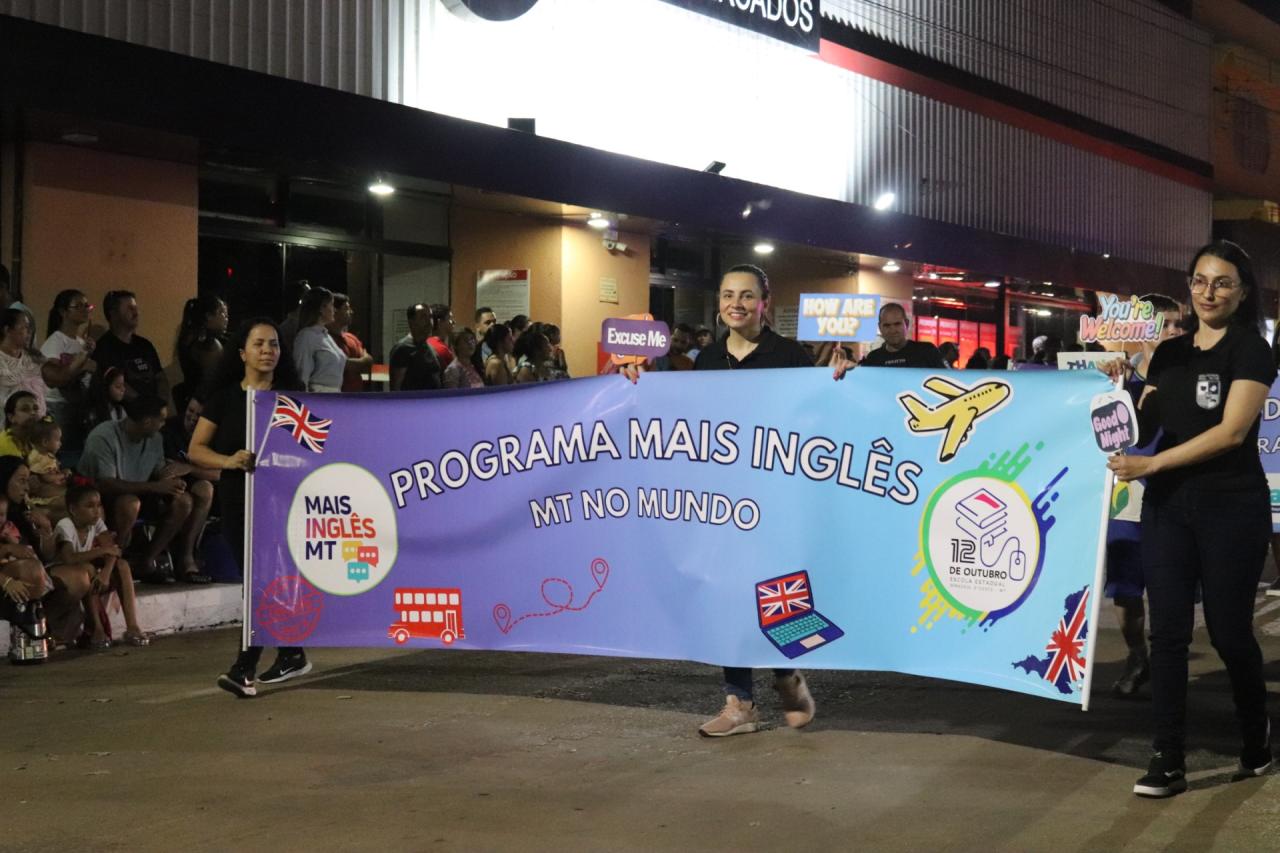 Excuse Me
HOW ARE
YOU?
You're
Welcome!
Good
Night
PROGRAMA MAIS INGLÊS
MT NO MUNDO
MAIS
INGLÊS
MT
12
DE OUTUBRO
ESCOLA ESTADUAL